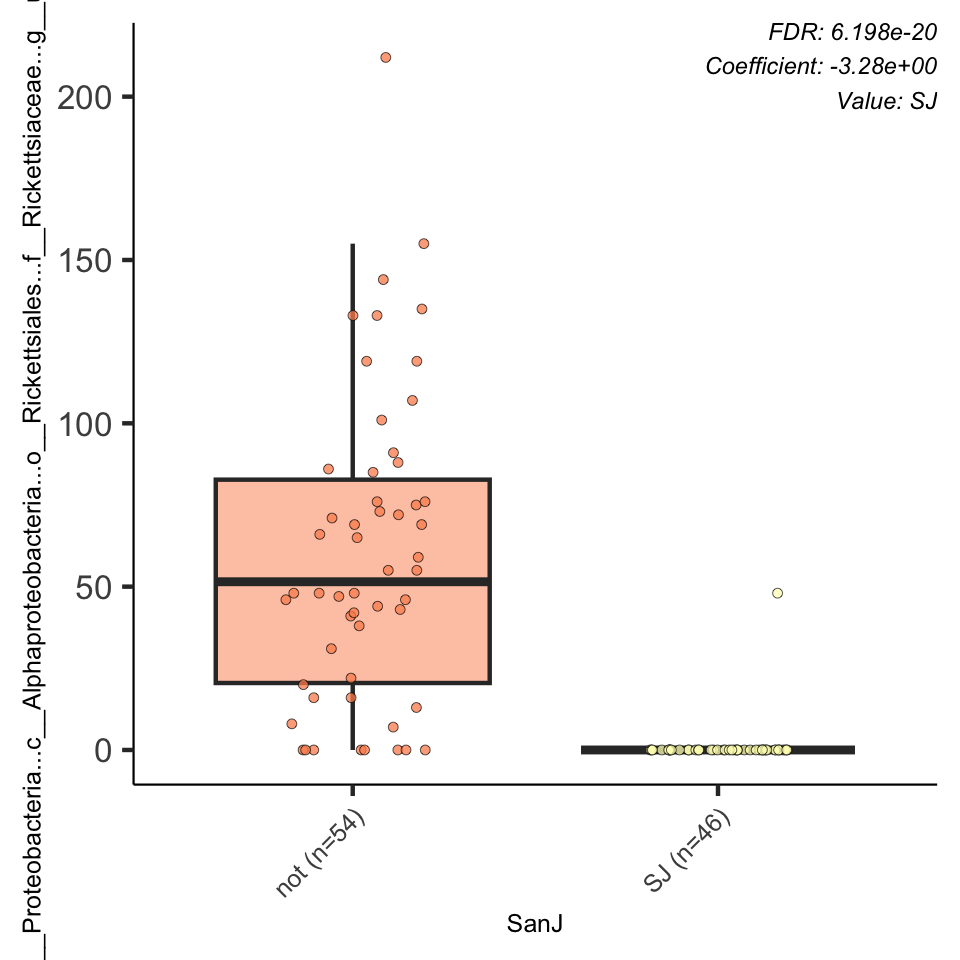 FDR: 6.198e-20
Coefficient: -3.28e+00
Value: SJ
__Proteobacteria...c__Alphaproteobacteria...o__Rickettsiales...f__Rickettsiaceae...g__
200
150
100
50
0
not (n=54)
SJ (n=46)
SanJ